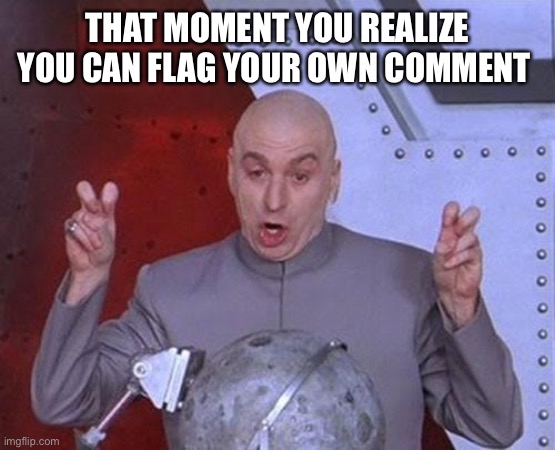 THAT MOMENT YOU REALIZE
YOU CAN FLAG YOUR OWN COMMENT
imgflip.com